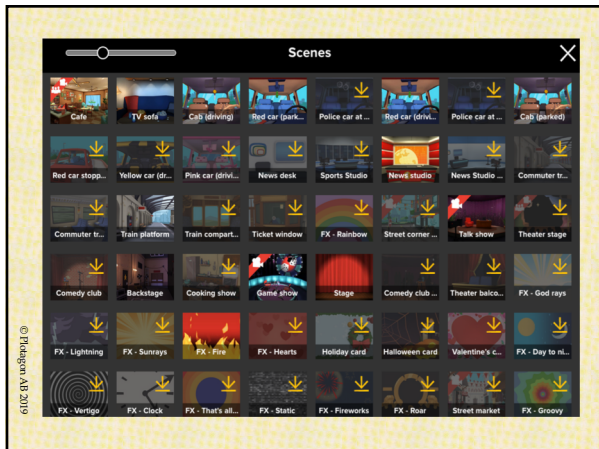 Scenes
Cafe
TV sofa
Cab (driving)
Red car (park...
Police car at ...
Red car (drivi...
Police car at ...
Cab (parked)
Red car stopp...
Yellow car (dr...
Pink car (drivi...
News desk
Sports Studio
News studio
News Studio ...
Commuter tr...
Commuter tr...
Train platform
Train compart...
Ticket window
FX - Rainbow
Street corner ...
Talk show
Theater stage
Comedy club
Backstage
Cooking show
Game show
Stage
Comedy club ...
Theater balco...
FX - God rays
FX - Lightning
FX - Sunrays
FX - Fire
FX - Hearts
Holiday card
Halloween card
Valentine's c...
FX - Day to ni...
FX - Vertigo
FX - Clock
FX - That's all...
FX - Static
FX - Fireworks
FX - Roar
Street market
FX - Groovy
© Plotagon AB 2019